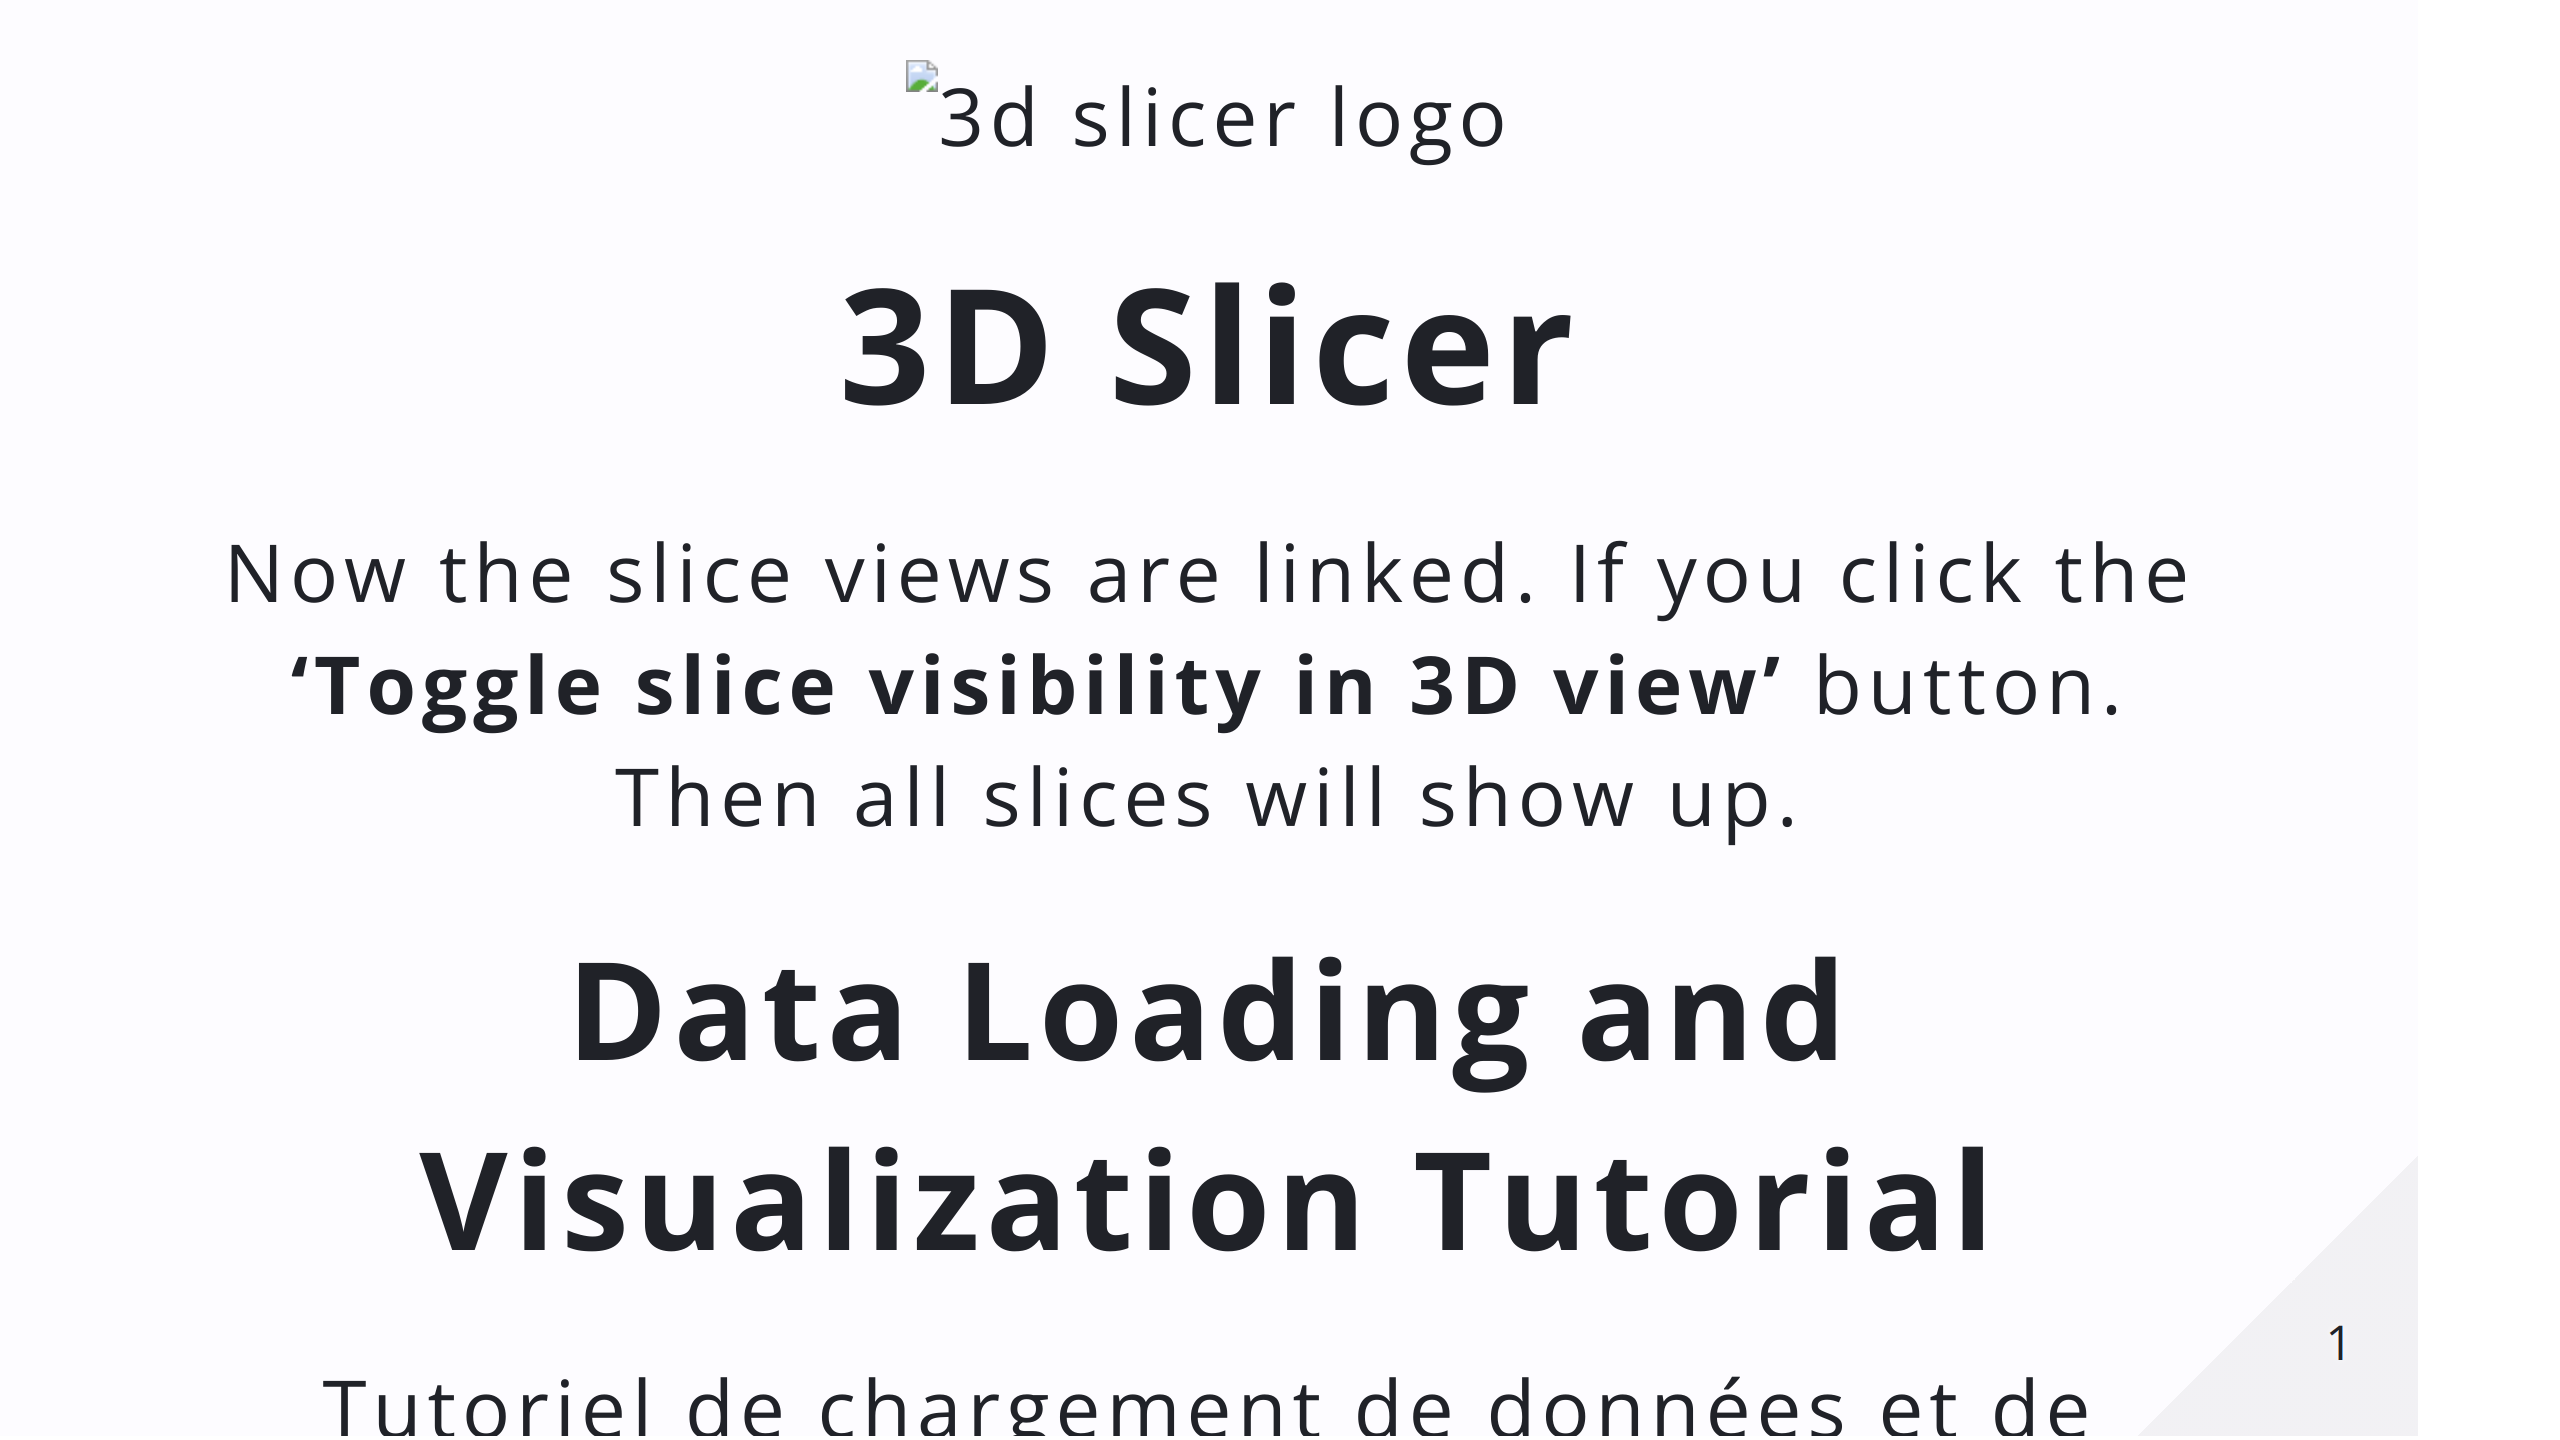 3d slicer logo
3D Slicer
Now the slice views are linked. If you click the
‘Toggle slice visibility in 3D view’ button.
Then all slices will show up.
Data Loading and
Visualization Tutorial
Tutoriel de chargement de données et de
1